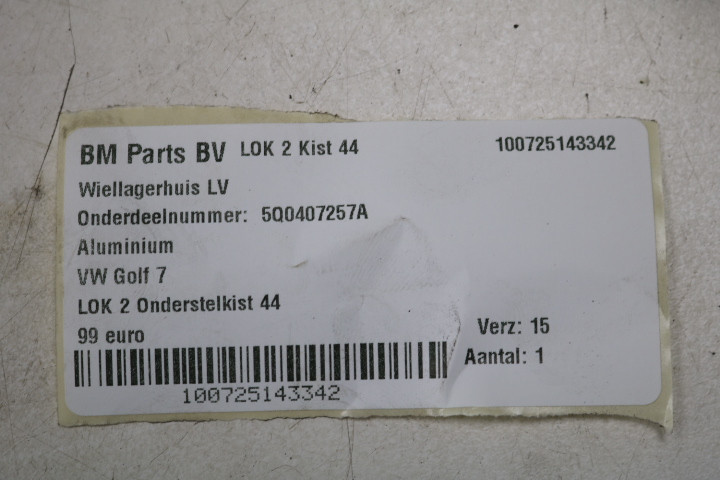 BM Parts BV LOK 2 Kist 44 100725143342
Wiellagerhuis LV
Onderdeelnummer: 5Q0407257A
Aluminium
VW Golf 7
LOK 2 Onderstelkist 44
99 euro
Verz: 15
Aantal: 1
100725143342